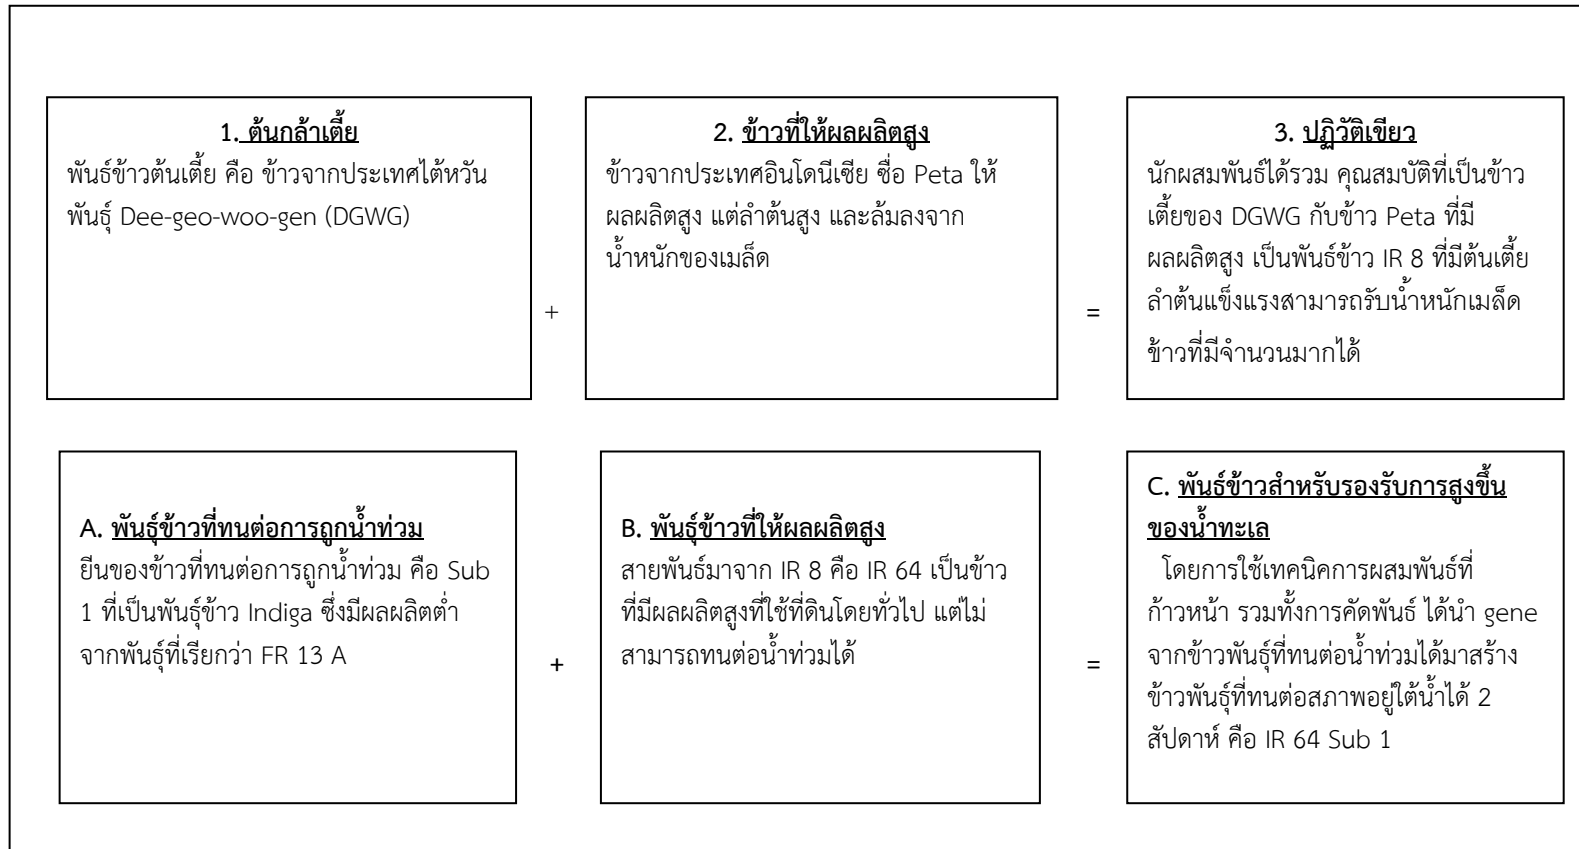 1. ต้นกล้าเตี้ย
พันธ์ข้าวต้นเตี้ย คือ ข้าวจากประเทศไต้หวัน
พันธุ์ Dee-geo-woo-gen (DGWG)
+
2. ข้าวที่ให้ผลผลิตสูง
ข้าวจากประเทศอินโดนีเซีย ชื่อ Peta ให้
ผลผลิตสูง แต่ลำต้นสูง และล้มลงจาก
น้ำหนักของเมล็ด
=
3. ปฏิวัติเขียว
นักผสมพันธ์ได้รวม คุณสมบัติที่เป็นข้าว
เตี้ยของ DGWG กับข้าว Peta ที่มี
ผลผลิตสูง เป็นพันธ์ข้าว IR 8 ที่มีต้นเตี้ย
ลำต้นแข็งแรงสามารถรับน้ำหนักเมล็ด
ข้าวที่มีจำนวนมากได้
A. พันธุ์ข้าวที่ทนต่อการถูกน้ำท่วม
ยีนของข้าวที่ทนต่อการถูกน้ำท่วม คือ Sub
1 ที่เป็นพันธุ์ข้าว Indiga ซึ่งมีผลผลิตต่ำ
จากพันธุ์ที่เรียกว่า FR 13 A
+
B. พันธุ์ข้าวที่ให้ผลผลิตสูง
สายพันธ์มาจาก IR 8 คือ IR 64 เป็นข้าว
ที่มีผลผลิตสูงที่ใช้ที่ดินโดยทั่วไป แต่ไม่
สามารถทนต่อน้ำท่วมได้
=
C. พันธ์ข้าวสำหรับรองรับการสูงขึ้น
ของน้ำทะเล
โดยการใช้เทคนิคการผสมพันธ์ที่
ก้าวหน้า รวมทั้งการคัดพันธ์ ได้นำ gene
จากข้าวพันธุ์ที่ทนต่อน้ำท่วมได้มาสร้าง
ข้าวพันธุ์ที่ทนต่อสภาพอยู่ใต้น้ำได้ 2
สัปดาห์ คือ IR 64 Sub 1